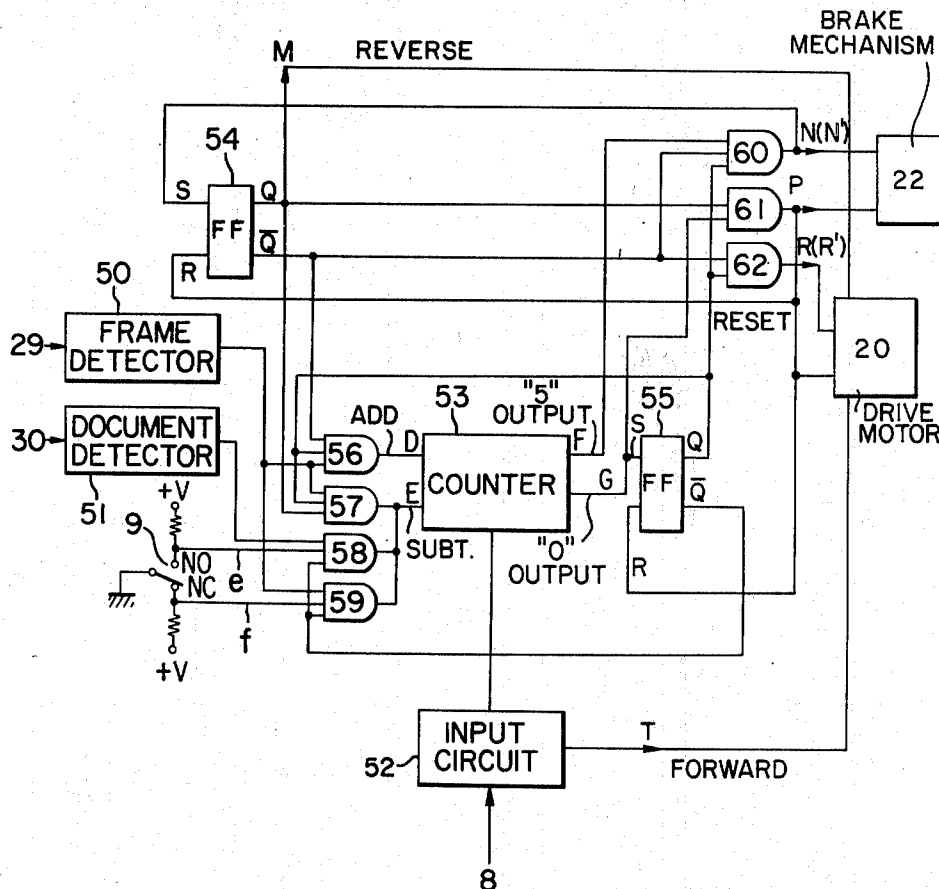 BRAKE
MECHANISM
M REVERSE
54
S Q
FF
Q̅
R
60 N(N')
22
P
61
R(R')
62
RESET
50
29 FRAME
DETECTOR
20
DRIVE
MOTOR
53
"5"
OUTPUT
55
30 DOCUMENT
DETECTOR
51
ADD D
56
COUNTER
F
S Q
FF
Q̅
G
R
+V
9
NO
NC
57
E
SUBT.
58
"0"
OUTPUT
e
59
f
+V
INPUT
CIRCUIT
52
T
FORWARD
8